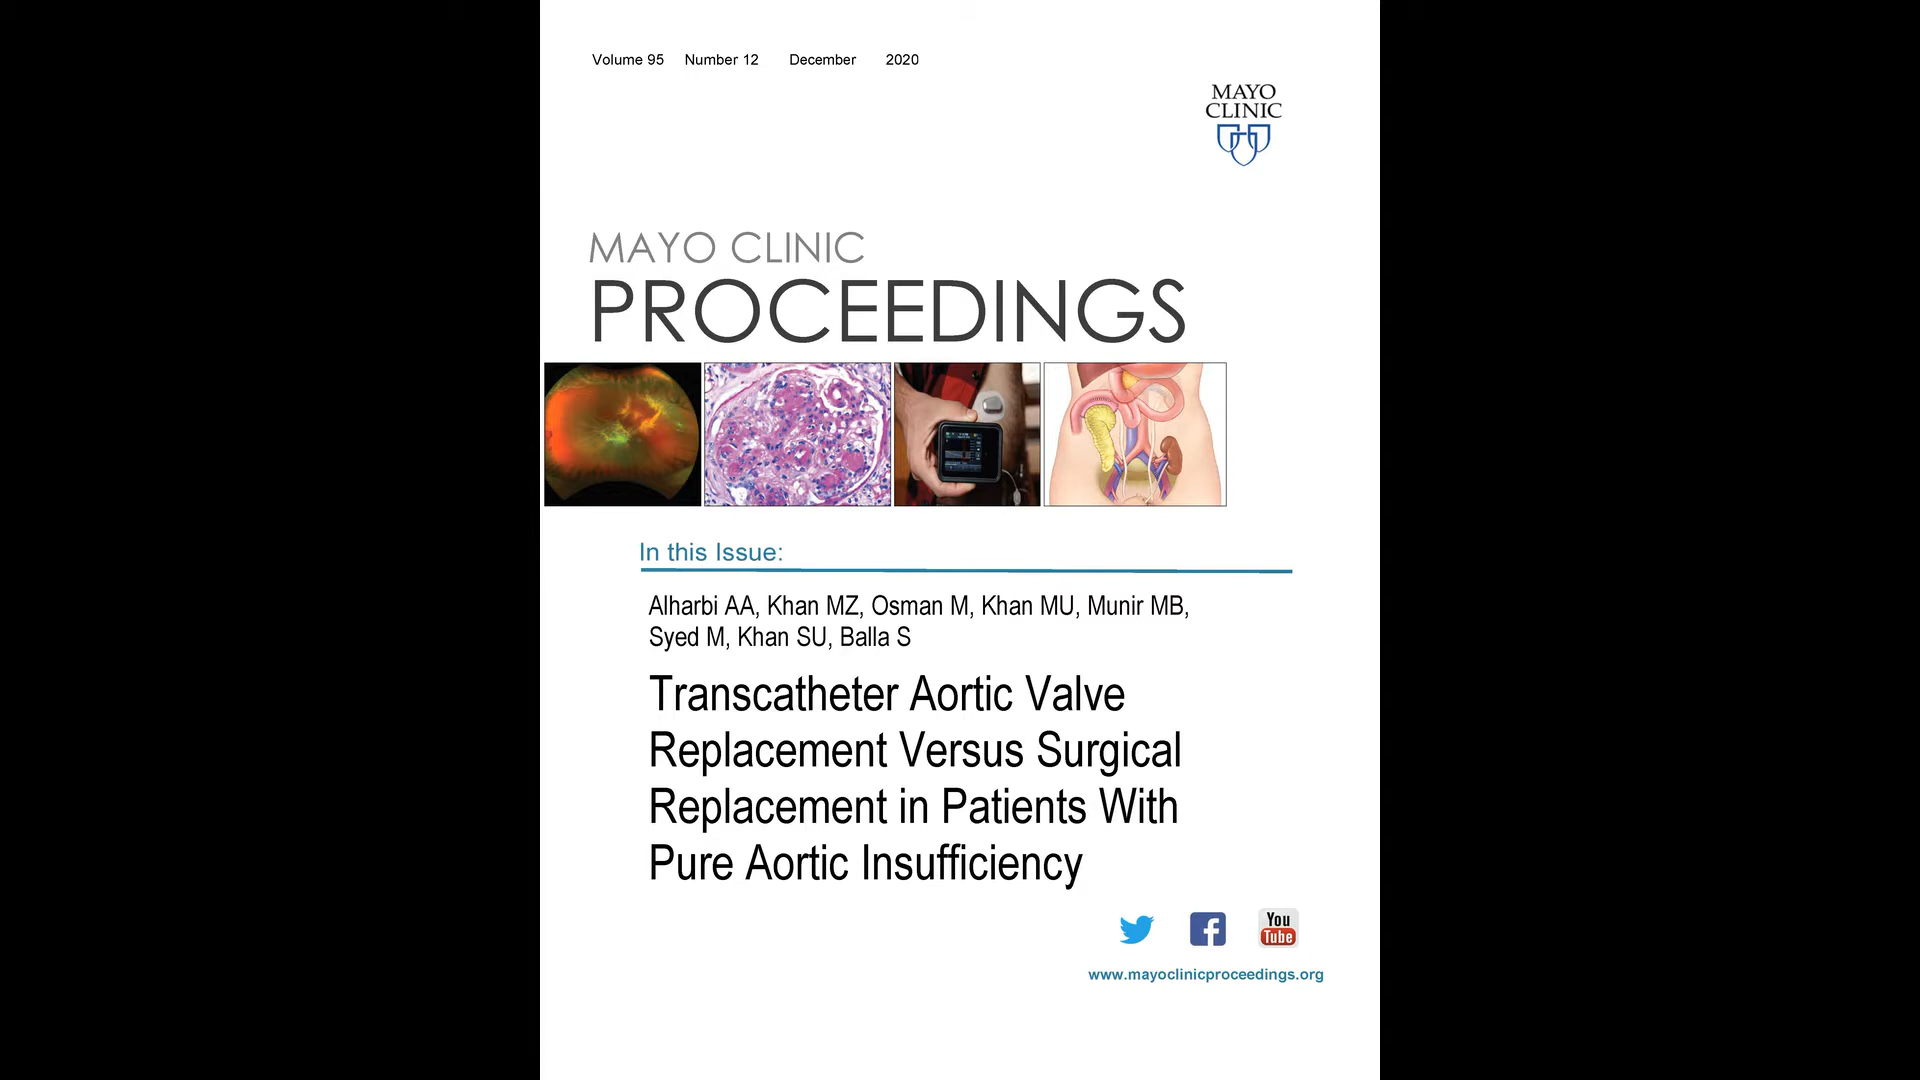 Volume 95 Number 12 December 2020
MAYO
CLINIC
MAYO CLINIC
PROCEEDINGS
In this Issue:
Alharbi AA, Khan MZ, Osman M, Khan MU, Munir MB,
Syed M, Khan SU, Balla S
Transcatheter Aortic Valve
Replacement Versus Surgical
Replacement in Patients With
Pure Aortic Insufficiency
You
Tube
www.mayoclinicproceedings.org